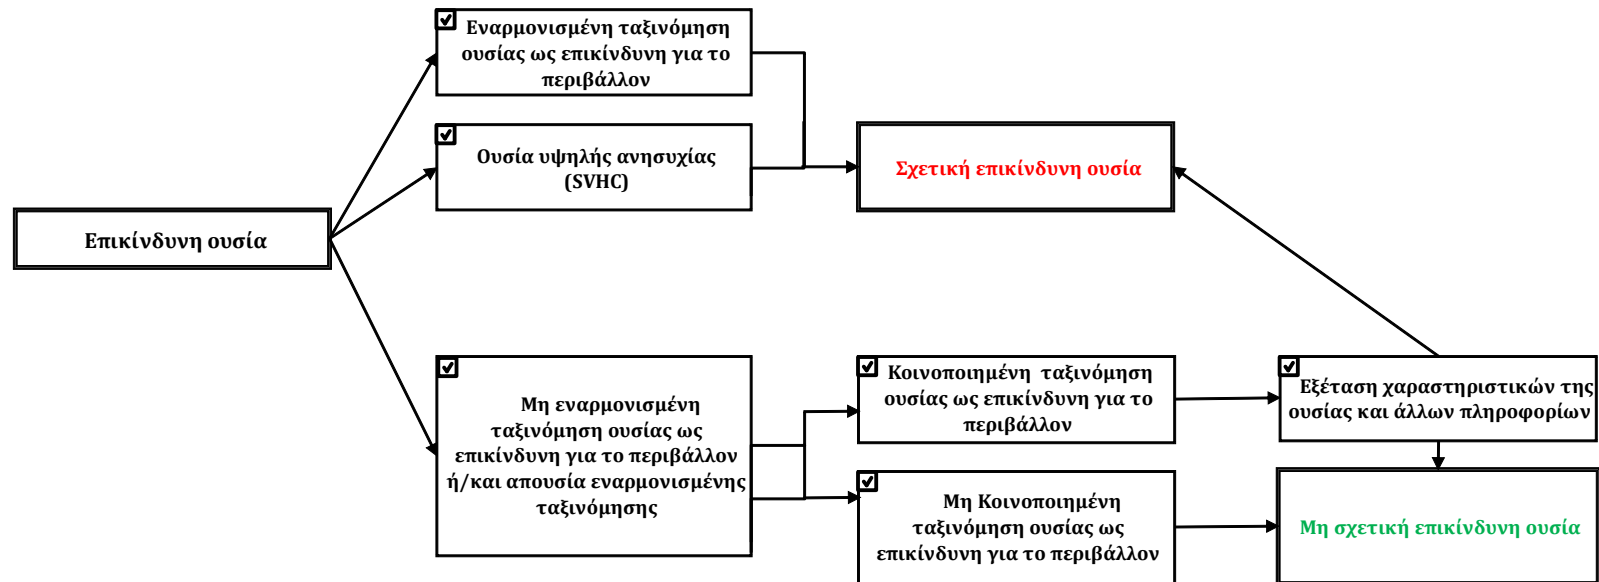 Εναρμονισμένη ταξινόμηση
ουσίας ως επικίνδυνη για το
περιβάλλον
Ουσία υψηλής ανησυχίας
(SVHC)
Σχετική επικίνδυνη ουσία
Επικίνδυνη ουσία
Μη εναρμονισμένη
ταξινόμηση ουσίας ως
επικίνδυνη για το περιβάλλον
ή/και απουσία εναρμονισμένης
ταξινόμησης
Κοινοποιημένη ταξινόμηση
ουσίας ως επικίνδυνη για το
περιβάλλον
Εξέταση χαραστηριστικών της
ουσίας και άλλων πληροφορίων
Μη Κοινοποιημένη
ταξινόμηση ουσίας ως
επικίνδυνη για το περιβάλλον
Μη σχετική επικίνδυνη ουσία